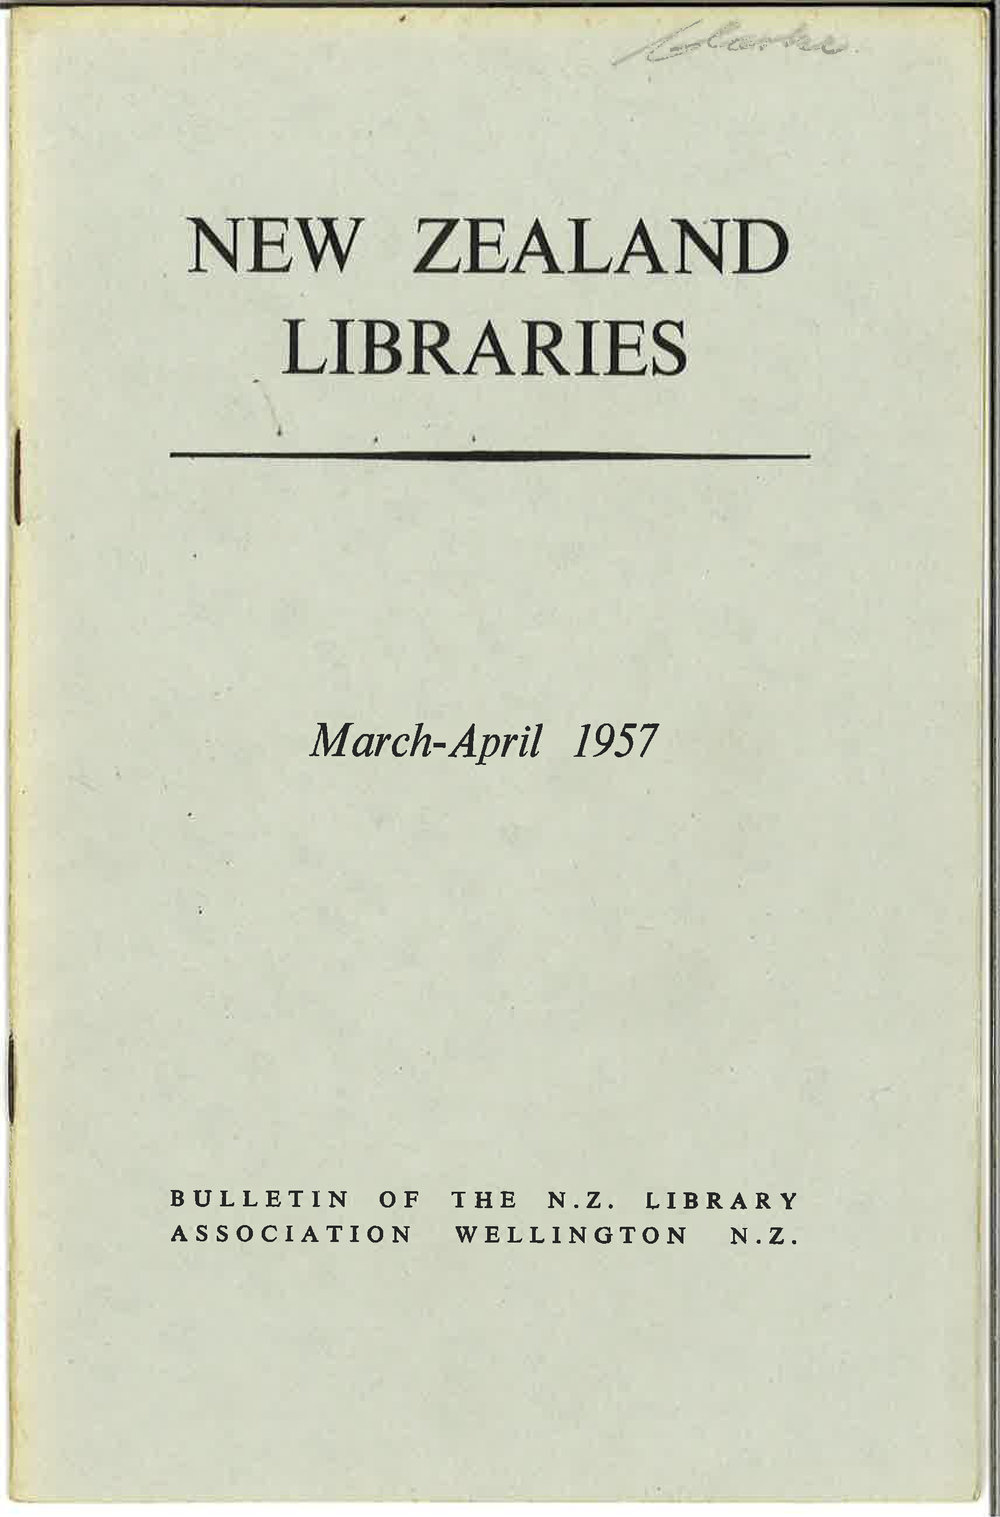 NEW ZEALAND
LIBRARIES
March-April 1957
BULLETIN OF THE N.Z. LIBRARY
ASSOCIATION WELLINGTON N.Z.